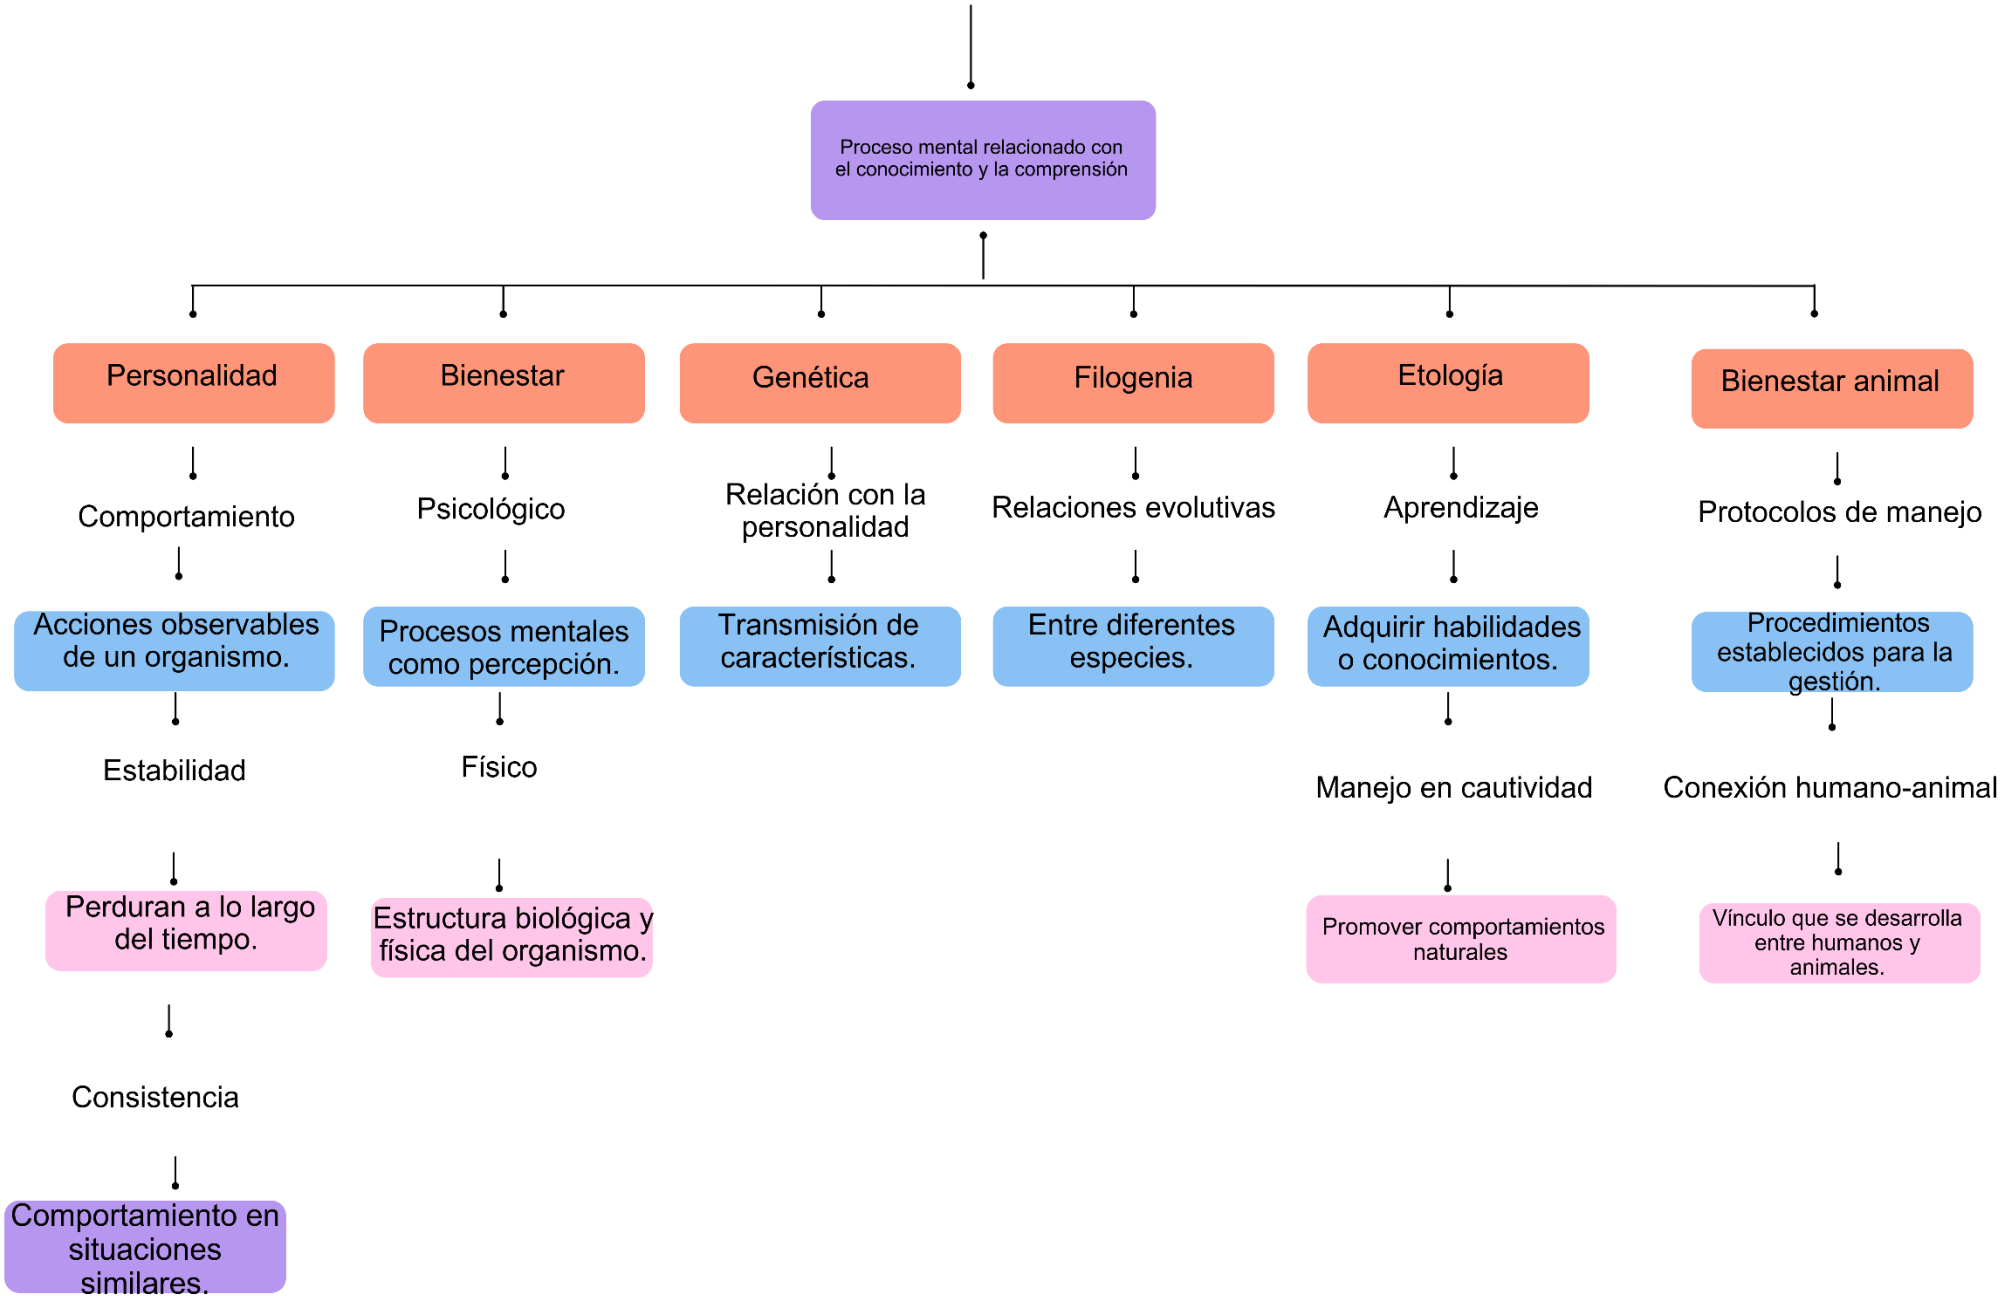 Proceso mental relacionado con
el conocimiento y la comprensión
Personalidad
Bienestar
Genética
Filogenia
Etología
Bienestar animal
Comportamiento
Psicológico
Relación con la
personalidad
Relaciones evolutivas
Aprendizaje
Protocolos de manejo
Acciones observables
de un organismo.
Procesos mentales
como percepción.
Transmisión de
características.
Entre diferentes
especies.
Adquirir habilidades
o conocimientos.
Procedimientos
establecidos para la
gestión.
Estabilidad
Físico
Manejo en cautividad
Conexión humano-animal
Perduran a lo largo
del tiempo.
Estructura biológica y
física del organismo.
Promover comportamientos
naturales
Vínculo que se desarrolla
entre humanos y
animales.
Consistencia
Comportamiento en
situaciones
similares.